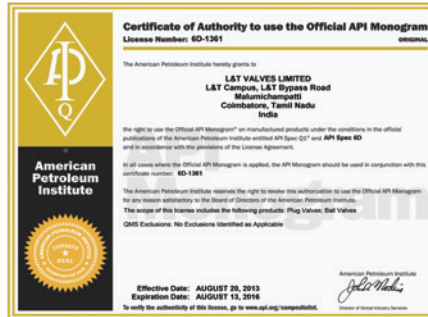 Certificate of Authority to use the Official API Monogram
License Number: 6D-1361
ORIGINAL
The American Petroleum Institute hereby grants to
L&T VALVES LIMITED
L&T Campus, L&T Bypass Road
Malumichampatti
Coimbatore, Tamil Nadu
India
the right to use the Official API Monogram® on manufactured products under the conditions in the official
publications of the American Petroleum Institute entitled API Spec Q1® and API Spec 6D
and in accordance with the provisions of the License Agreement.
In all cases where the Official API Monogram is applied, the API Monogram should be used in conjunction with this
certificate number: 6D-1361
The American Petroleum Institute reserves the right to revoke this authorization to use the Official API Monogram
for any reason satisfactory to the Board of Directors of the American Petroleum Institute.
The scope of this license includes the following products: Plug Valves; Ball Valves
QMS Exclusions: No Exclusions Identified as Applicable
API
Monogram
Q
American
Petroleum
Institute
CORPORATE
SEAL
American Petroleum Institute
Effective Date: AUGUST 20, 2013
Expiration Date: AUGUST 13, 2016
To verify the authenticity of this license, go to www.api.org/compositelist.
Director of Global Industry Services